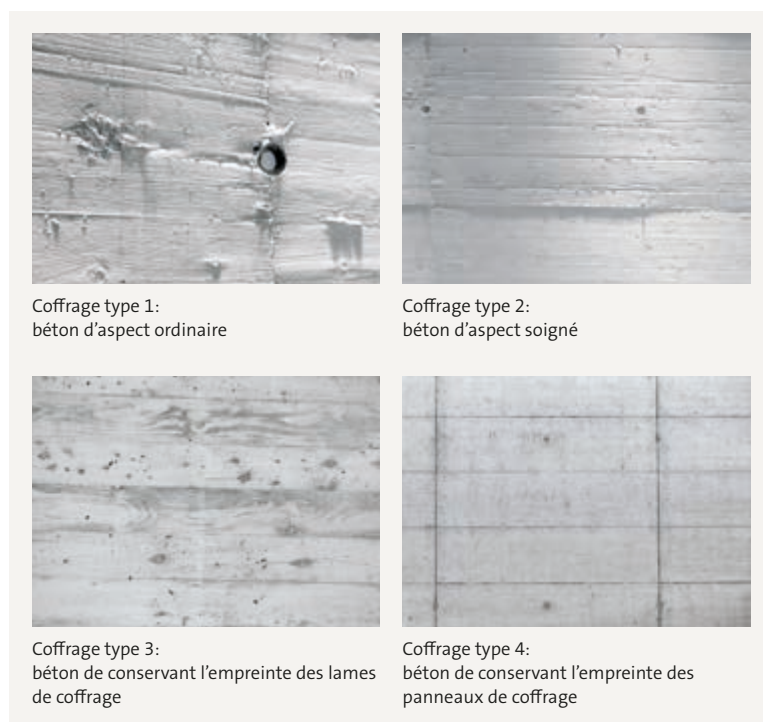 Coffrage type 1:
béton d'aspect ordinaire
Coffrage type 2:
béton d'aspect soigné
Coffrage type 3:
béton de conservant l'empreinte des lames
de coffrage
Coffrage type 4:
béton de conservant l'empreinte des
panneaux de coffrage